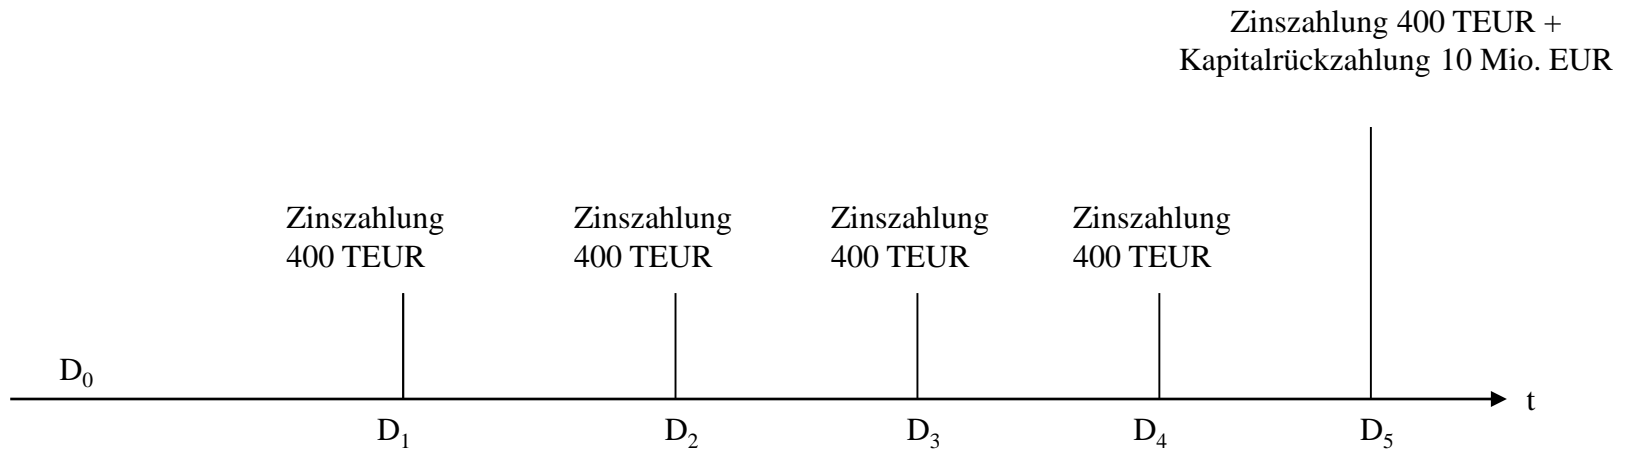 Zinszahlung 400 TEUR +
Kapitalrückzahlung 10 Mio. EUR
Zinszahlung
400 TEUR
Zinszahlung
400 TEUR
Zinszahlung
400 TEUR
Zinszahlung
400 TEUR
D₀
t
D₁
D₂
D₃
D₄
D₅